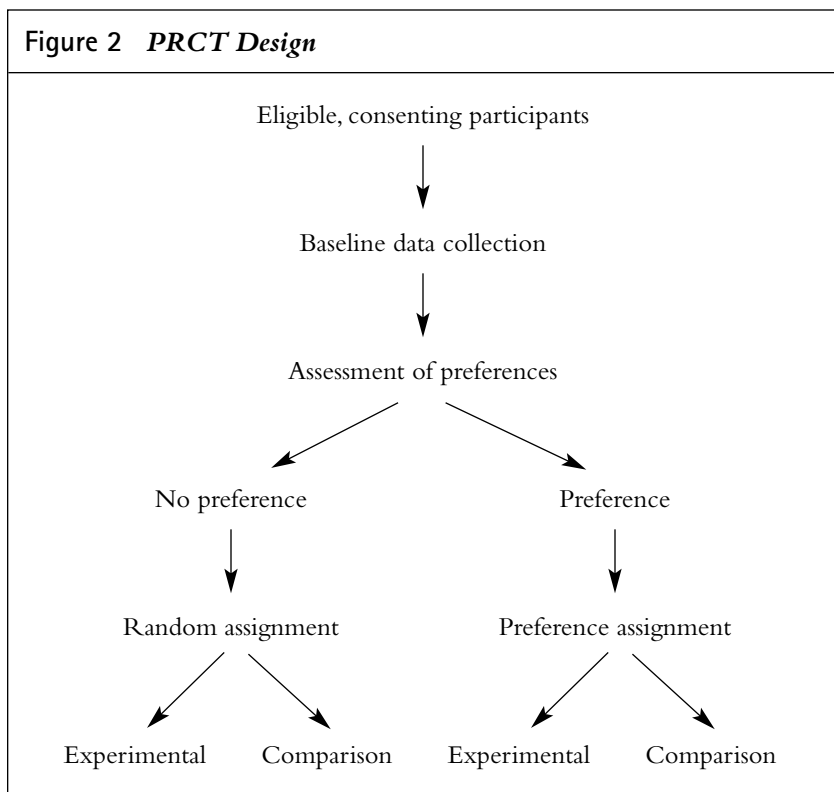 Figure 2 PRCT Design
Eligible, consenting participants
Baseline data collection
Assessment of preferences
No preference Preference
Random assignment Preference assignment
Experimental Comparison Experimental Comparison